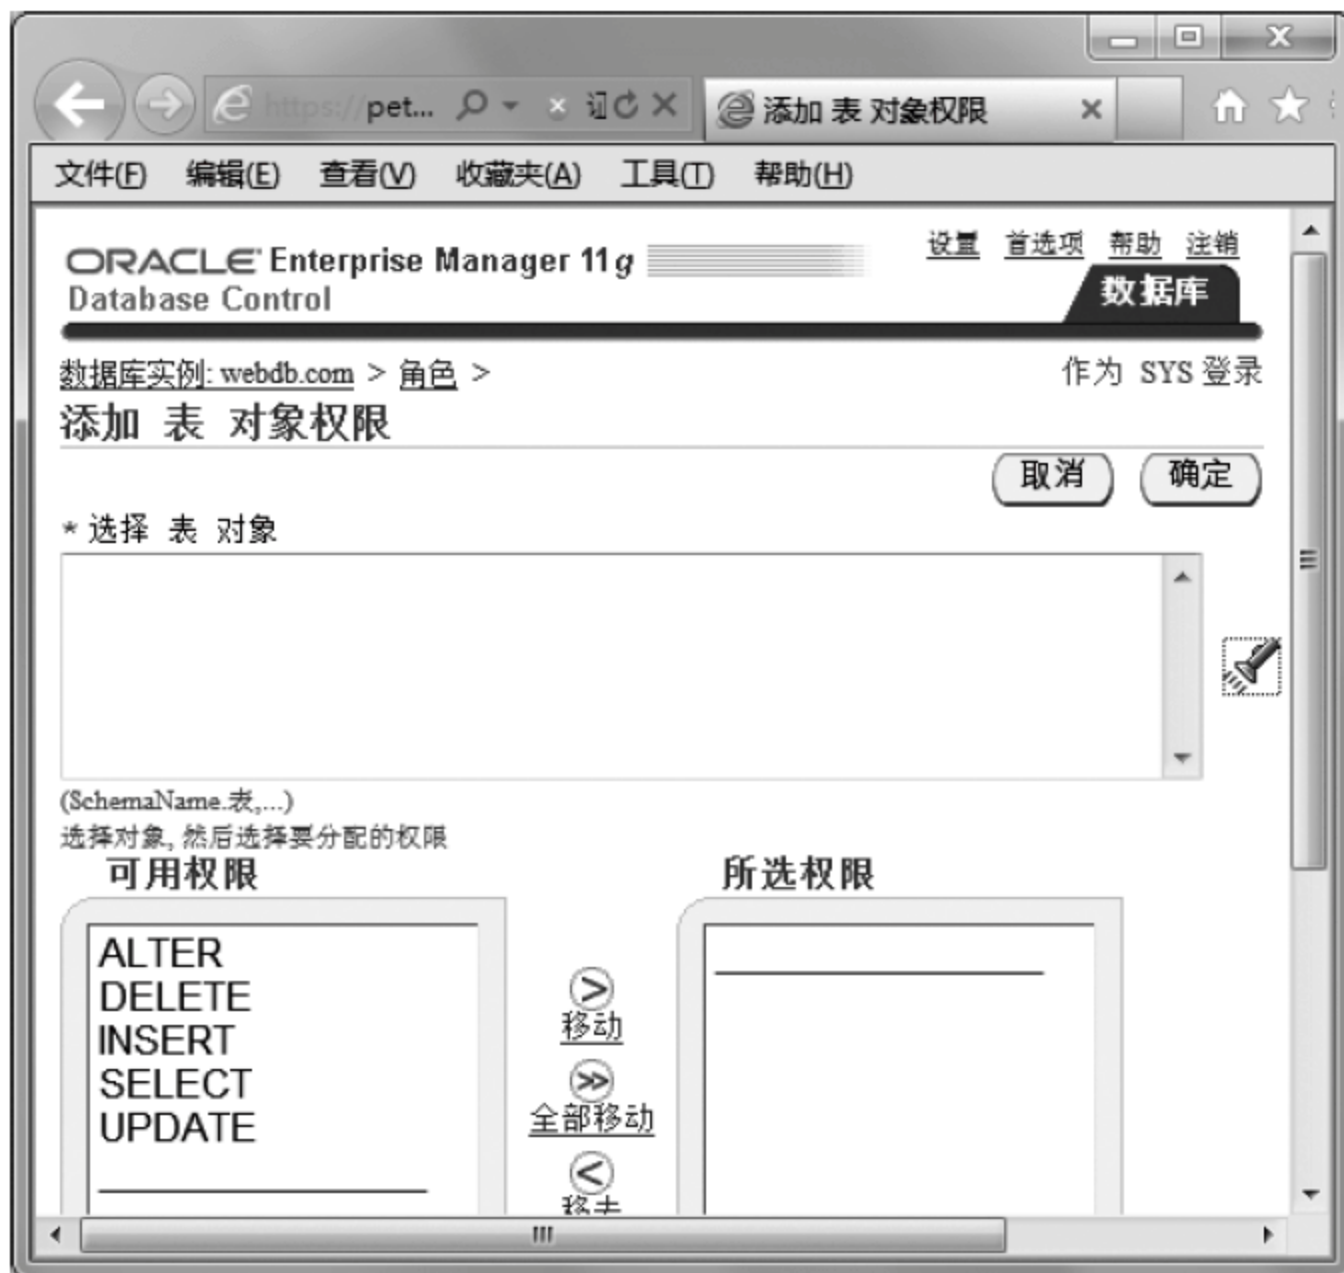 https://pet...
添加 表 对象权限
文件(F) 编辑(E) 查看(V) 收藏夹(A) 工具(T) 帮助(H)
ORACLE Enterprise Manager 11g
Database Control
设置 首选项 帮助 注销
数据库
数据库实例: webdb.com > 角色 >
作为 SYS 登录
添加 表 对象权限
取消 确定
* 选择 表 对象
(SchemaName.表,...)
选择对象, 然后选择要分配的权限
可用权限 所选权限
ALTER
DELETE
INSERT
SELECT
UPDATE
移动
全部移动
移去